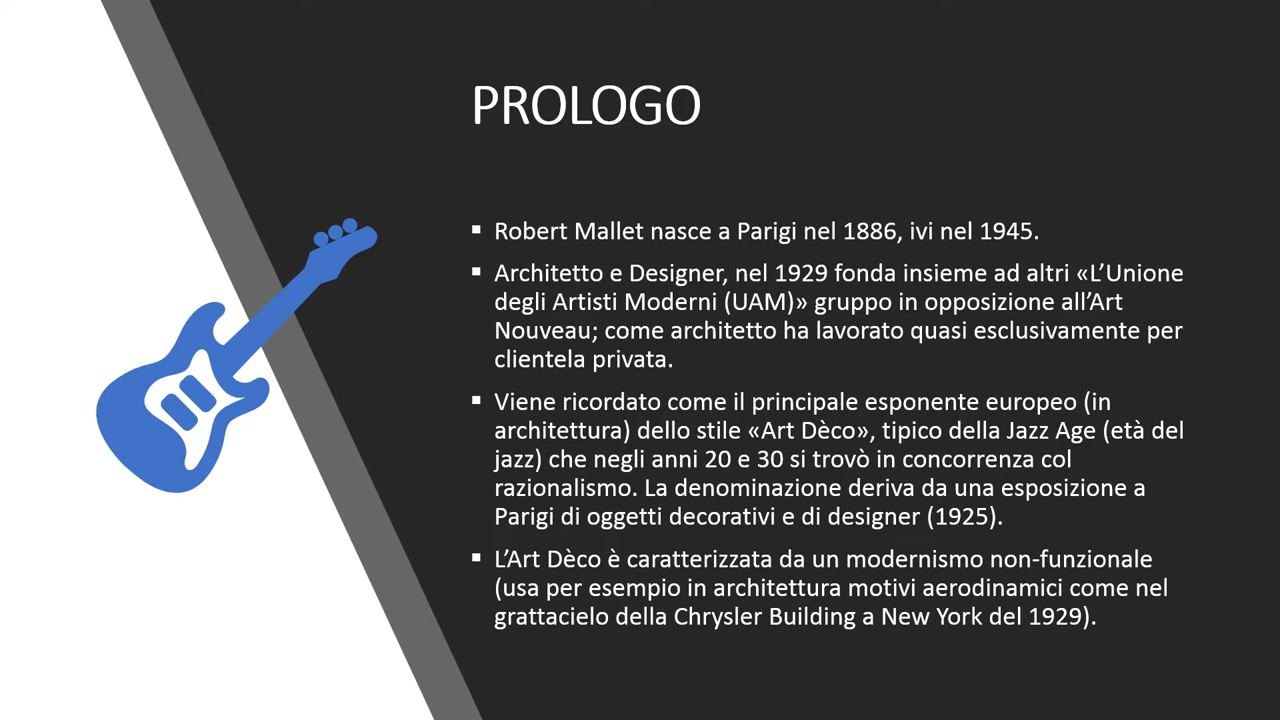 PROLOGO
▪ Robert Mallet nasce a Parigi nel 1886, ivi nel 1945.
▪ Architetto e Designer, nel 1929 fonda insieme ad altri «L’Unione
degli Artisti Moderni (UAM)» gruppo in opposizione all’Art
Nouveau; come architetto ha lavorato quasi esclusivamente per
clientela privata.
▪ Viene ricordato come il principale esponente europeo (in
architettura) dello stile «Art Dèco», tipico della Jazz Age (età del
jazz) che negli anni 20 e 30 si trovò in concorrenza col
razionalismo. La denominazione deriva da una esposizione a
Parigi di oggetti decorativi e di designer (1925).
▪ L’Art Dèco è caratterizzata da un modernismo non-funzionale
(usa per esempio in architettura motivi aerodinamici come nel
grattacielo della Chrysler Building a New York del 1929).